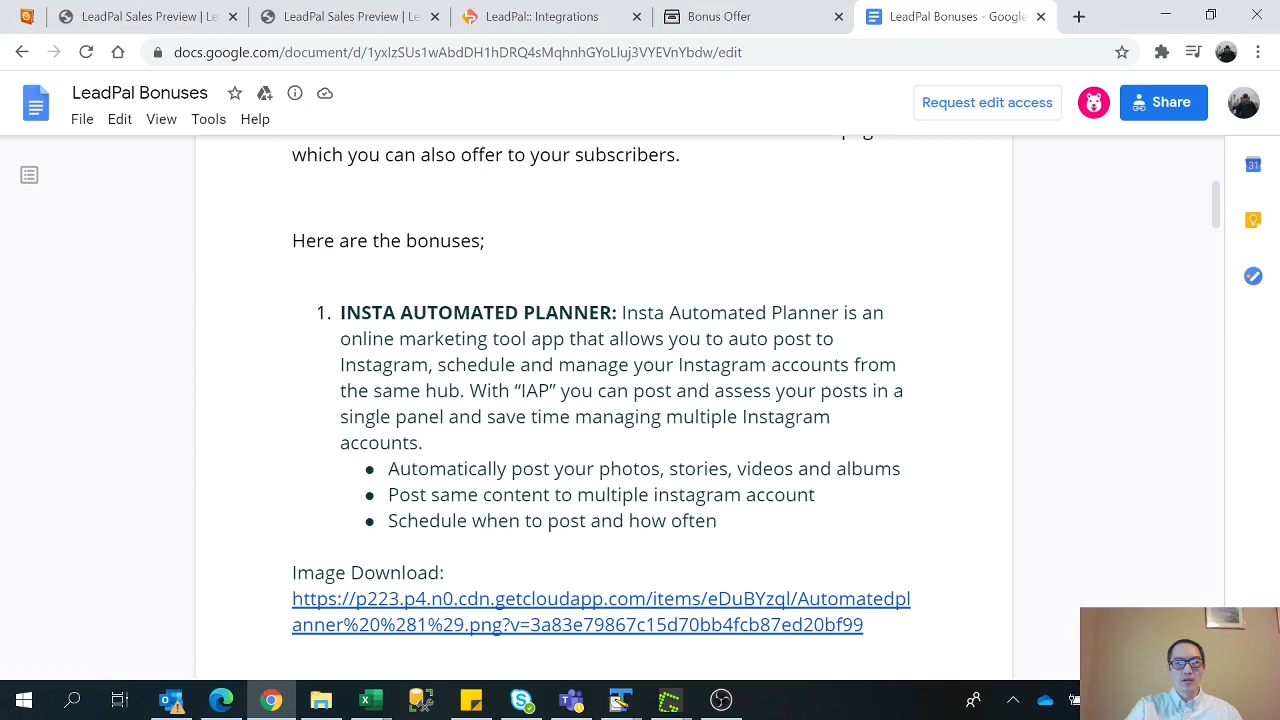 LeadPal Sales Preview | Le
LeadPal Sales Preview | Le
LeadPal:: Integrations
Bonus Offer
LeadPal Bonuses - Google
docs.google.com/document/d/1yxIzSUs1wAbdDH1hDRQ4sMqhnhGYoLluj3VYEVnYbdw/edit
LeadPal Bonuses
File Edit View Tools Help
Request edit access
Share
31
which you can also offer to your subscribers.
Here are the bonuses;
1. INSTA AUTOMATED PLANNER: Insta Automated Planner is an
online marketing tool app that allows you to auto post to
Instagram, schedule and manage your Instagram accounts from
the same hub. With “IAP” you can post and assess your posts in a
single panel and save time managing multiple Instagram
accounts.
● Automatically post your photos, stories, videos and albums
● Post same content to multiple instagram account
● Schedule when to post and how often
Image Download:
https://p223.p4.n0.cdn.getcloudapp.com/items/eDuBYzql/Automatedpl
anner%20%281%29.png?v=3a83e79867c15d70bb4fcb87ed20bf99